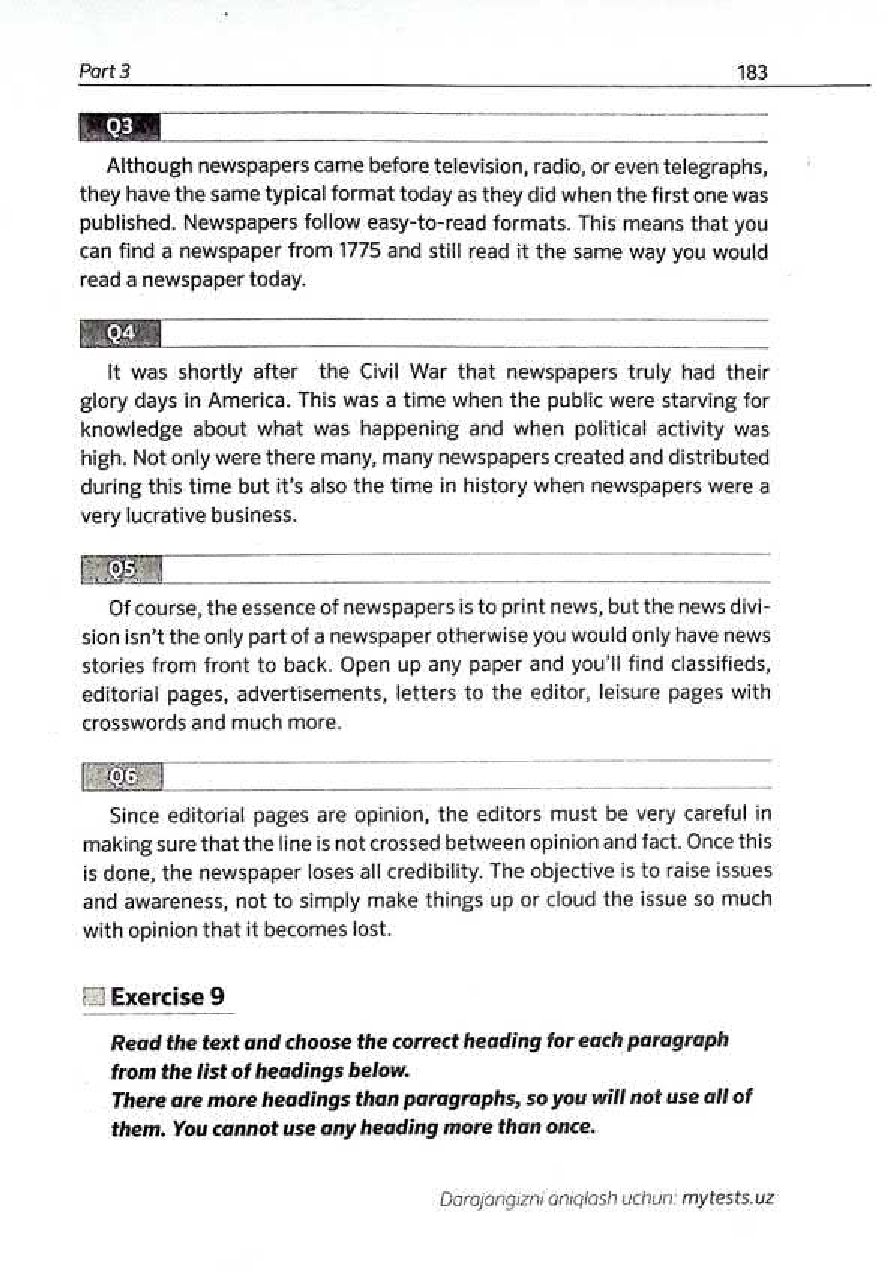 Part 3 183
Q3
Although newspapers came before television, radio, or even telegraphs,
they have the same typical format today as they did when the first one was
published. Newspapers follow easy-to-read formats. This means that you
can find a newspaper from 1775 and still read it the same way you would
read a newspaper today.
Q4
It was shortly after the Civil War that newspapers truly had their
glory days in America. This was a time when the public were starving for
knowledge about what was happening and when political activity was
high. Not only were there many, many newspapers created and distributed
during this time but it's also the time in history when newspapers were a
very lucrative business.
Q5
Of course, the essence of newspapers is to print news, but the news divi-
sion isn't the only part of a newspaper otherwise you would only have news
stories from front to back. Open up any paper and you'll find classifieds,
editorial pages, advertisements, letters to the editor, leisure pages with
crosswords and much more.
Q6
Since editorial pages are opinion, the editors must be very careful in
making sure that the line is not crossed between opinion and fact. Once this
is done, the newspaper loses all credibility. The objective is to raise issues
and awareness, not to simply make things up or cloud the issue so much
with opinion that it becomes lost.
Exercise 9
Read the text and choose the correct heading for each paragraph
from the list of headings below.
There are more headings than paragraphs, so you will not use all of
them. You cannot use any heading more than once.
Darajangizni aniqlash uchun: mytests.uz